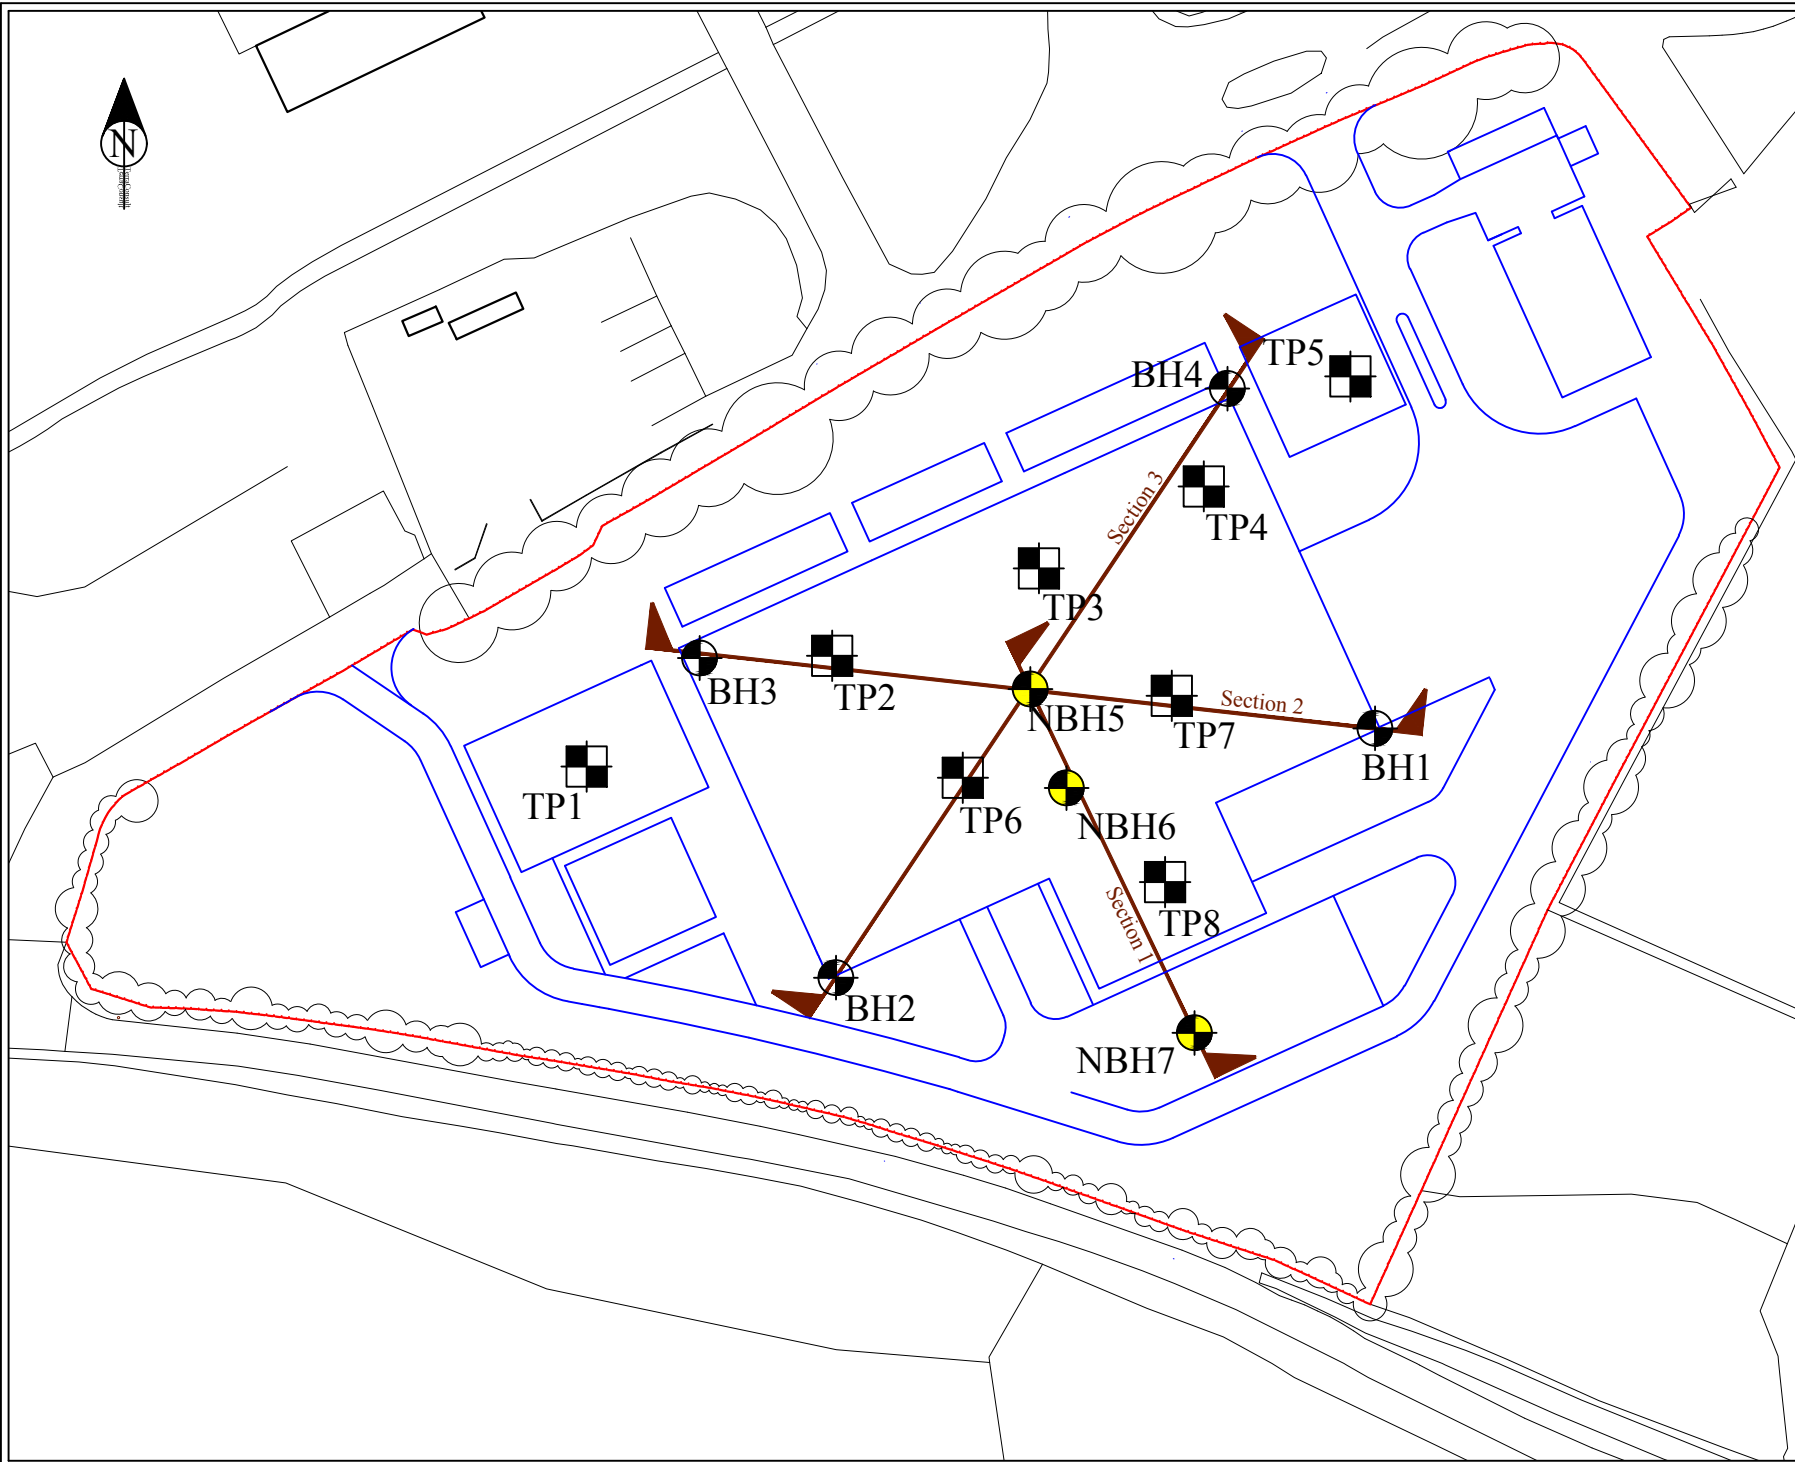 N
TP5
BH4
Section 3
TP4
TP3
BH3
TP2
NBH5
Section 2
TP7
BH1
TP1
TP6
NBH6
Section 1
TP8
BH2
NBH7